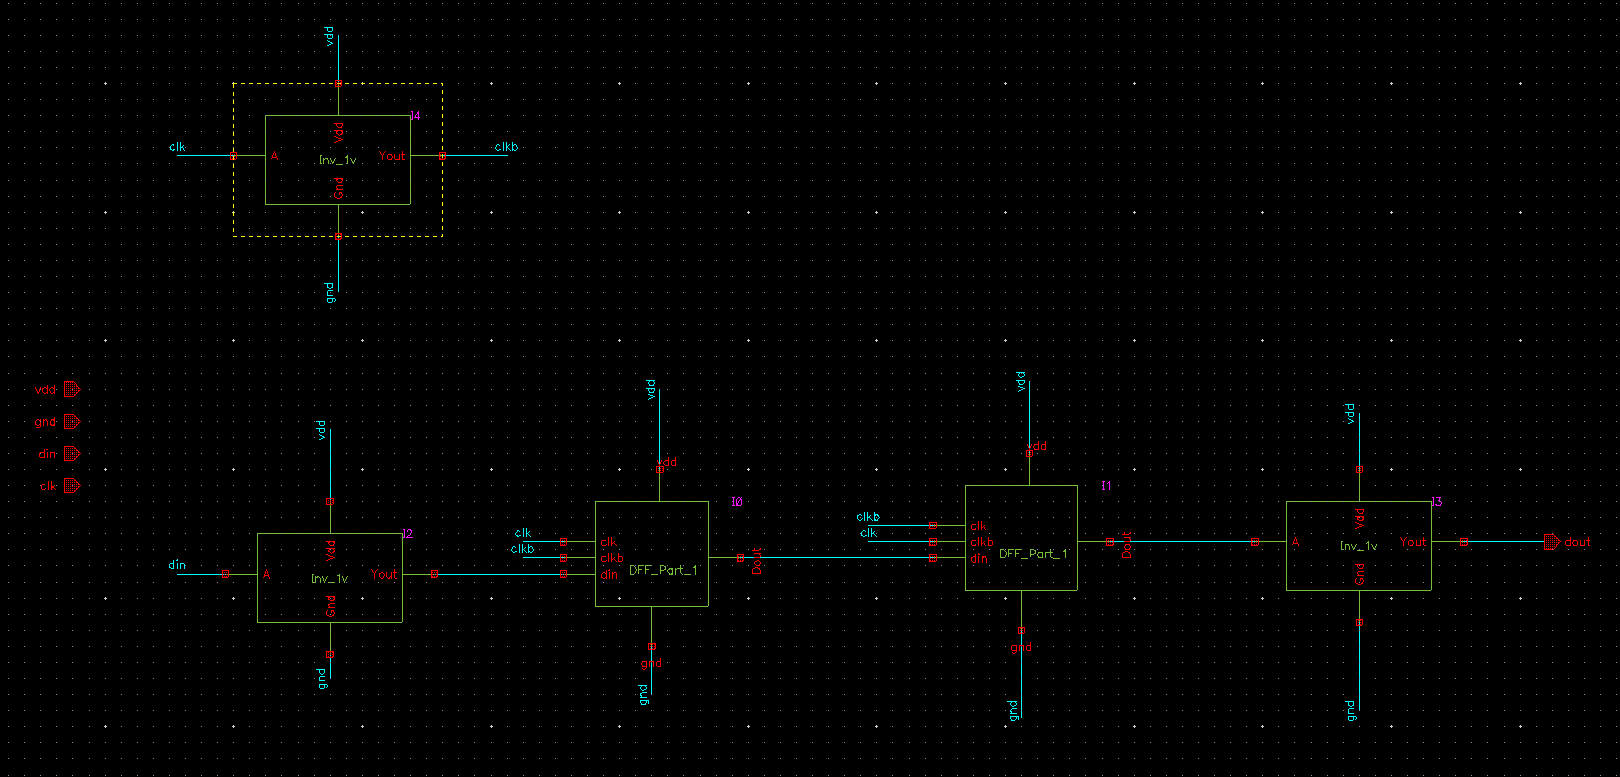 vdd
I4
Vdd
clk
A
Inv_1v
Yout
clkb
Gnd
gnd
vdd
gnd
din
clk
vdd
I2
Vdd
din
A
Inv_1v
Yout
Gnd
gnd
vdd
dd
I0
clk
clkb
clk
clkb
din
DFF_Part_1
Dout
gnd
gnd
vdd
dd
I1
clkb
clk
clk
clkb
din
DFF_Part_1
Dout
gnd
gnd
vdd
I3
Vdd
A
Inv_1v
Yout
Gnd
gnd
dout